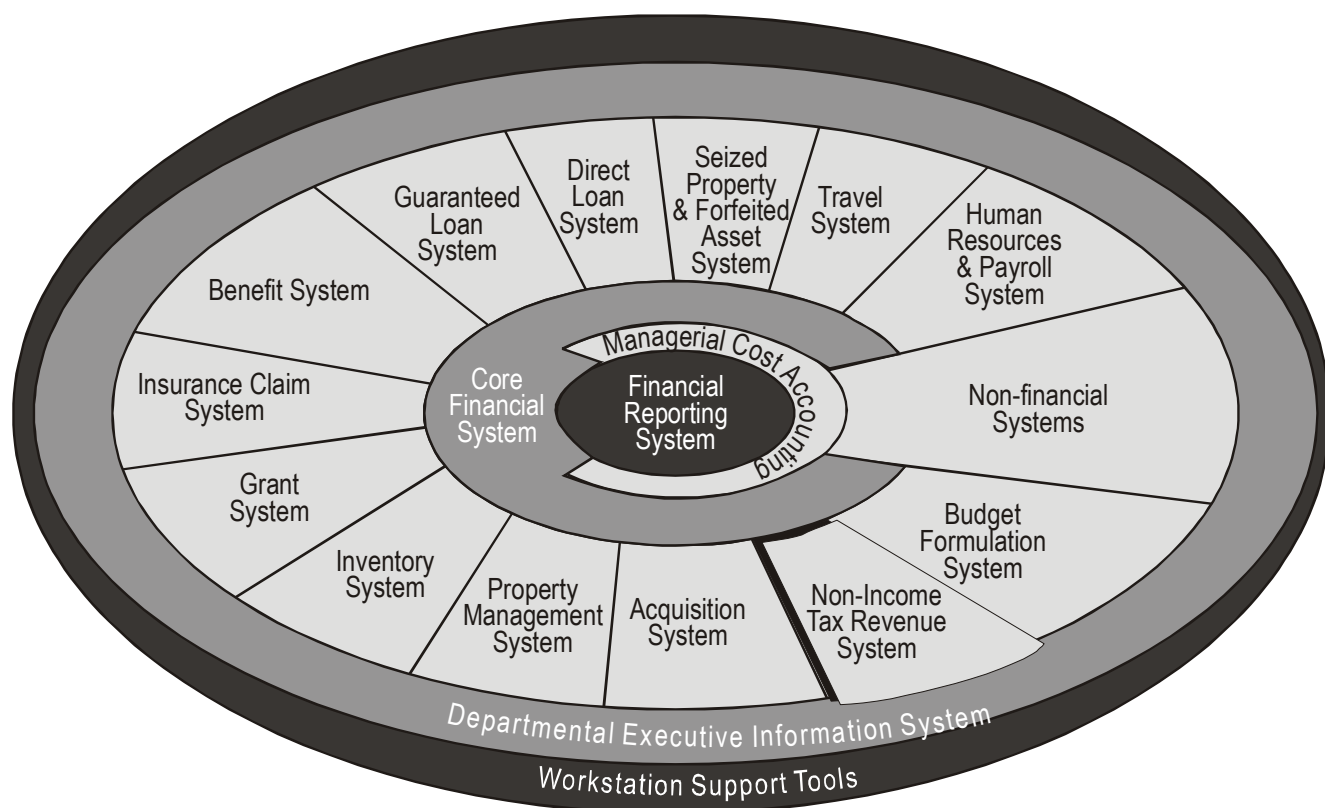 Seized
Property
& Forfeited
Asset
System
Direct
Loan
System
Travel
System
Guaranteed
Loan
System
Human
Resources
& Payroll
System
Benefit System
Managerial Cost Accounting
Core
Financial
System
Financial
Reporting
System
Insurance Claim
System
Non-financial
Systems
Grant
System
Budget
Formulation
System
Inventory
System
Property
Management
System
Acquisition
System
Non-Income
Tax Revenue
System
Departmental Executive Information System
Workstation Support Tools